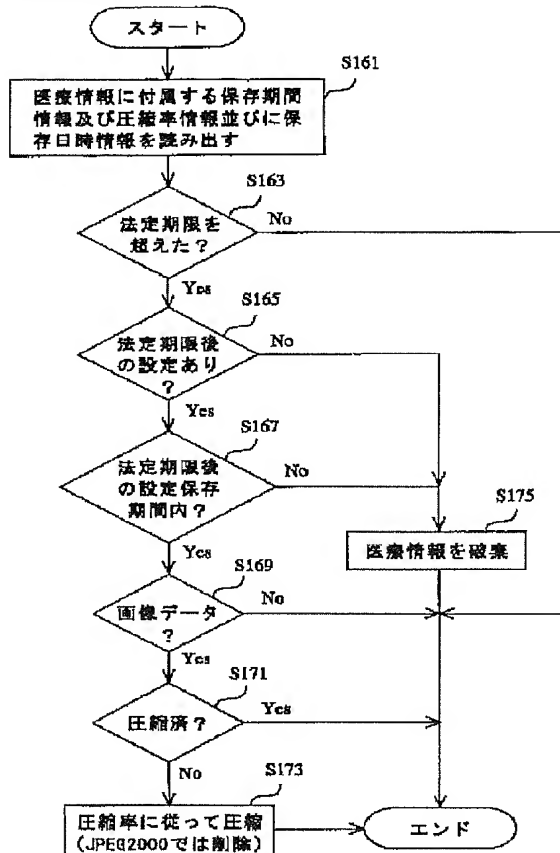 スタート
S161
医療情報に付属する保存期間
情報及び圧縮率情報並びに保
存日時情報を読み出す
S163
法定期限を
超えた？
No
Yes
S165
法定期限後
の設定あり
？
No
Yes
S167
法定期限後
の設定保存
期間内？
No
Yes
S175
医療情報を破棄
S169
画像データ
？
No
Yes
S171
圧縮済？
Yes
No
S173
圧縮率に従って圧縮
(JPEG2000では削除)
エンド